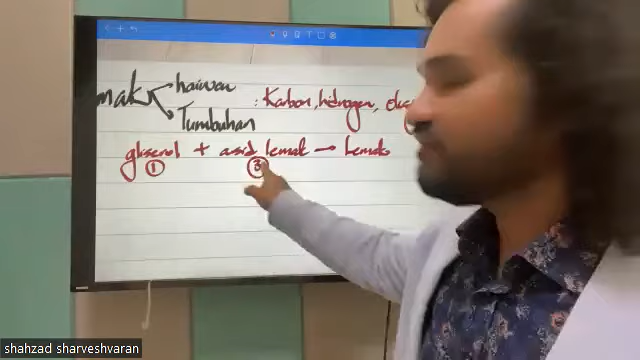 mak haiwan : Karbon, hidrogen,
Tumbuhan
gliserol + asid lemak → Lemak
1 3
shahzad sharveshvaran